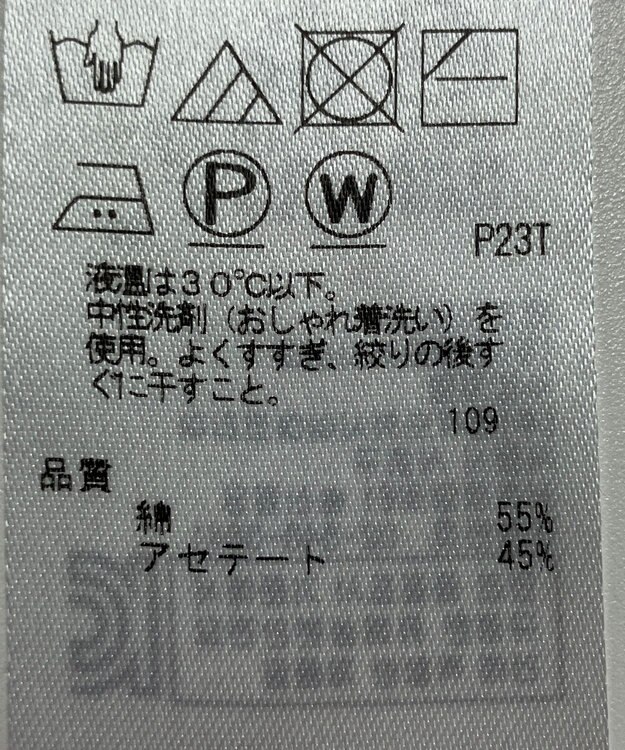 P
W
P23T
液温は30℃以下。
中性洗剤（おしゃれ着洗い）を
使用。よくすすぎ、絞りの後す
ぐに干すこと。
109
品質
綿 55%
アセテート 45%